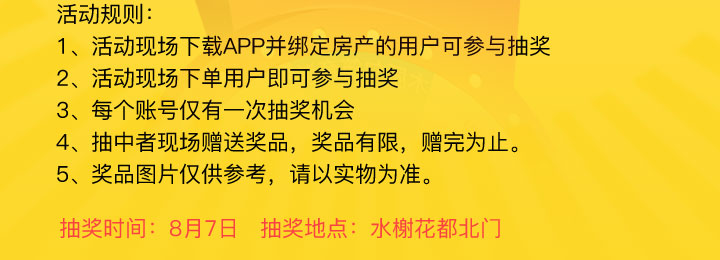 活动规则：
1、活动现场下载APP并绑定房产的用户可参与抽奖
2、活动现场下单用户即可参与抽奖
3、每个账号仅有一次抽奖机会
4、抽中者现场赠送奖品，奖品有限，赠完为止。
5、奖品图片仅供参考，请以实物为准。
抽奖时间：8月7日 抽奖地点：水榭花都北门